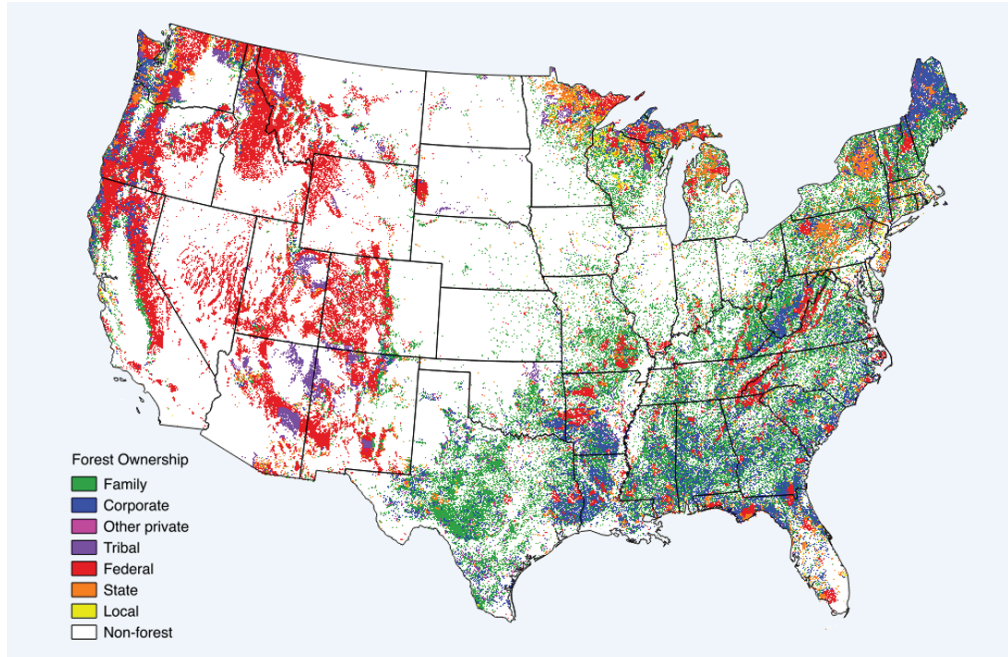 Forest Ownership
Family
Corporate
Other private
Tribal
Federal
State
Local
Non-forest